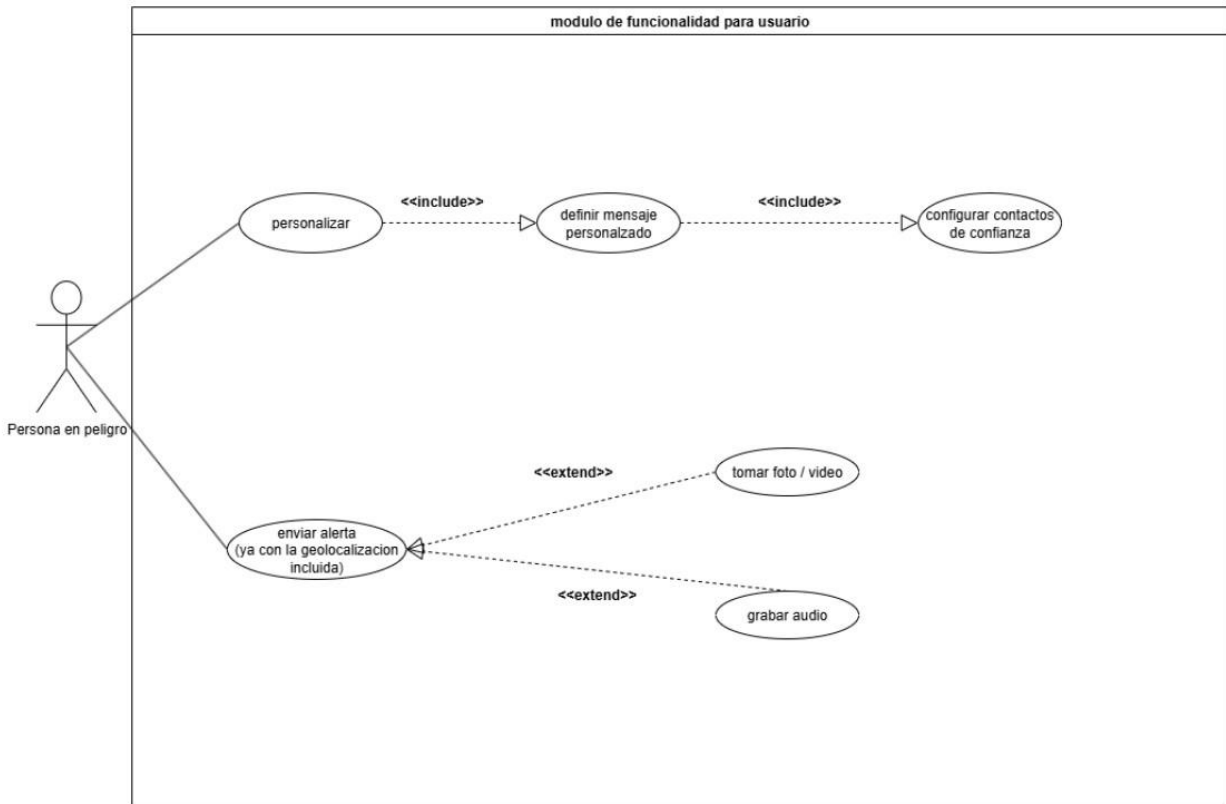 modulo de funcionalidad para usuario
<<include>>
<<include>>
personalizar
definir mensaje
personalzado
configurar contactos
de confianza
Persona en peligro
<<extend>>
tomar foto / video
enviar alerta
(ya con la geolocalizacion
incluida)
<<extend>>
grabar audio